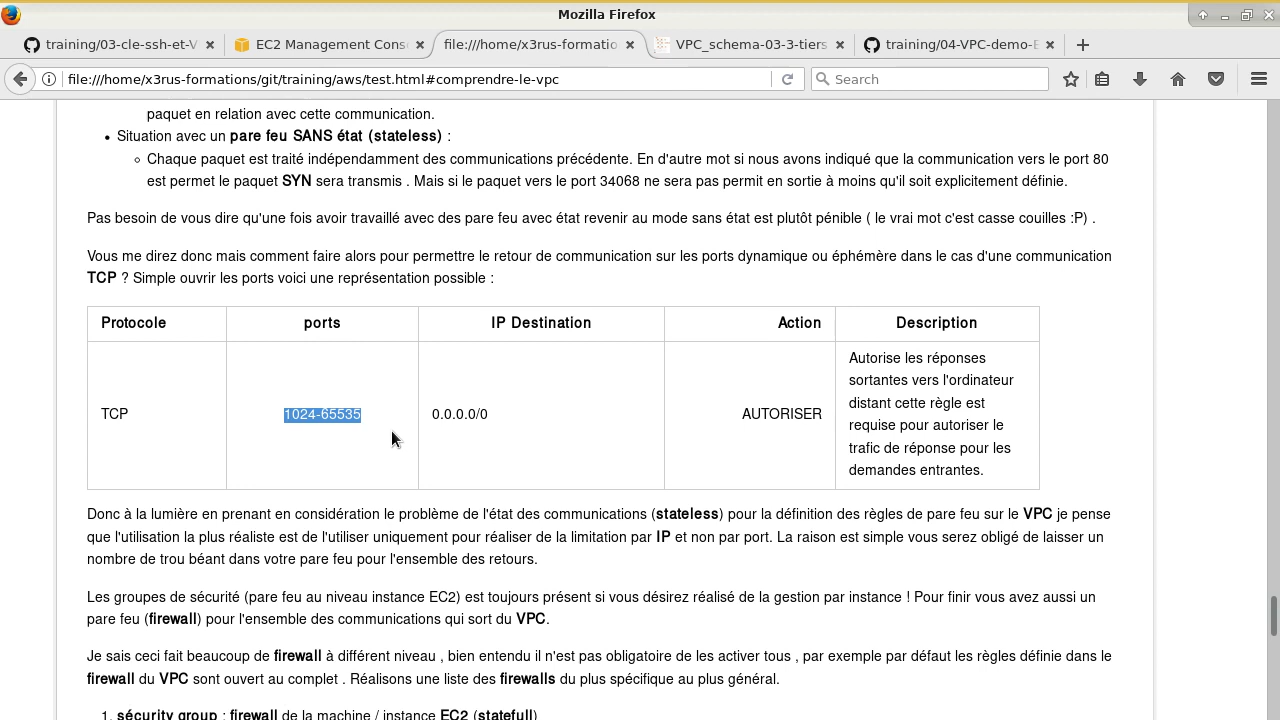 Mozilla Firefox
training/03-cle-ssh-et-V
EC2 Management Cons
file:///home/x3rus-formatio
VPC_schema-03-3-tiers
training/04-VPC-demo-E
file:///home/x3rus-formations/git/training/aws/test.html#comprendre-le-vpc
Search
paquet en relation avec cette communication.
• Situation avec un pare feu SANS état (stateless) :
◦ Chaque paquet est traité indépendamment des communications précédente. En d'autre mot si nous avons indiqué que la communication vers le port 80
est permet le paquet SYN sera transmis . Mais si le paquet vers le port 34068 ne sera pas permit en sortie à moins qu'il soit explicitement définie.
Pas besoin de vous dire qu'une fois avoir travaillé avec des pare feu avec état revenir au mode sans état est plutôt pénible ( le vrai mot c'est casse couilles :P) .
Vous me direz donc mais comment faire alors pour permettre le retour de communication sur les ports dynamique ou éphémère dans le cas d'une communication
TCP ? Simple ouvrir les ports voici une représentation possible :
Protocole ports IP Destination Action Description
TCP 1024-65535 0.0.0.0/0 AUTORISER
Autorise les réponses
sortantes vers l'ordinateur
distant cette règle est
requise pour autoriser le
trafic de réponse pour les
demandes entrantes.
Donc à la lumière en prenant en considération le problème de l'état des communications (stateless) pour la définition des règles de pare feu sur le VPC je pense
que l'utilisation la plus réaliste est de l'utiliser uniquement pour réaliser de la limitation par IP et non par port. La raison est simple vous serez obligé de laisser un
nombre de trou béant dans votre pare feu pour l'ensemble des retours.
Les groupes de sécurité (pare feu au niveau instance EC2) est toujours présent si vous désirez réalisé de la gestion par instance ! Pour finir vous avez aussi un
pare feu (firewall) pour l'ensemble des communications qui sort du VPC.
Je sais ceci fait beaucoup de firewall à différent niveau , bien entendu il n'est pas obligatoire de les activer tous , par exemple par défaut les règles définie dans le
firewall du VPC sont ouvert au complet . Réalisons une liste des firewalls du plus spécifique au plus général.
1. sécurity group : firewall de la machine / instance EC2 (statefull)